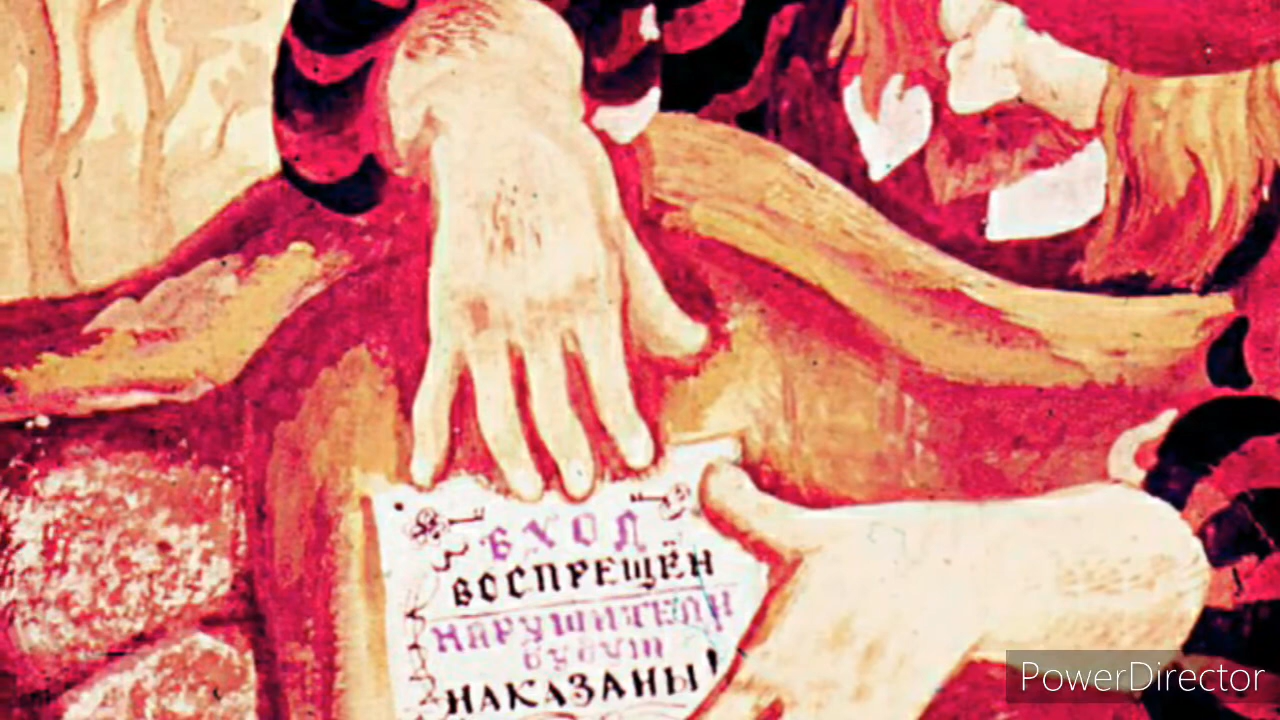 ВХОД
ВОСПРЕЩЁН
НАРУШИТЕЛИ
будут
НАКАЗАНЫ!
PowerDirector